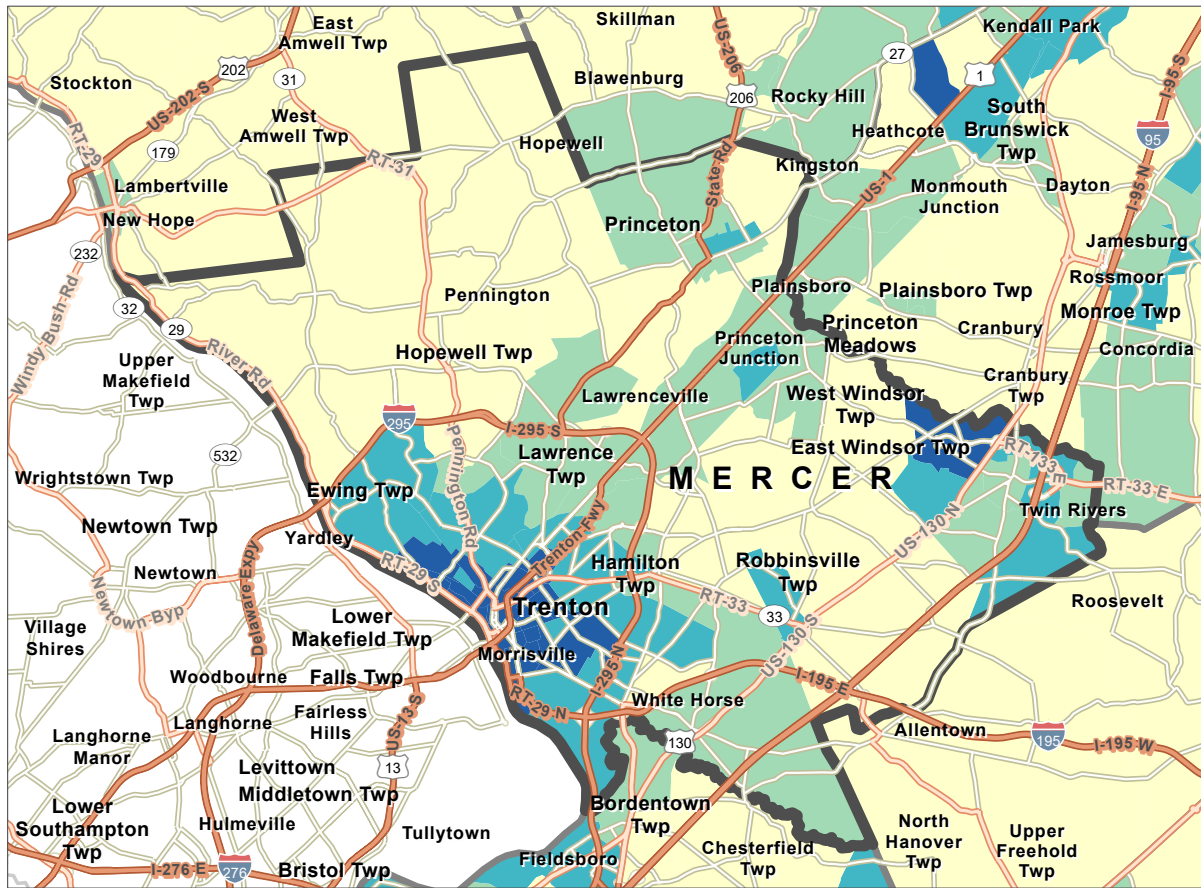 East
Amwell Twp
Skillman
US-206
Kendall Park
27
202
31
Stockton
US-202 S
Blawenburg
206
Rocky Hill
1
I-95 S
South
Brunswick
Twp
West
Amwell Twp
RT-29
179
Hopewell
Heathcote
95
RT-31
Kingston
State Rd
US-1
I-95 N
Lambertville
Monmouth
Junction
Dayton
New Hope
Princeton
232
Jamesburg
Rossmoor
Windy Bush Rd
32
29
Pennington
Plainsboro
Plainsboro Twp
Monroe Twp
River Rd
Hopewell Twp
Princeton
Junction
Princeton
Meadows
Cranbury
Concordia
Upper
Makefield
Twp
Cranbury
Twp
Lawrenceville
West Windsor
Twp
295
I-295 S
532
Pennington Rd
Lawrence
Twp
East Windsor Twp
RT-133 E
MERCER
Wrightstown Twp
Ewing Twp
RT-33 E
Twin Rivers
Newtown Twp
Yardley
Trenton Fwy
US-130 N
Delaware Expy
Newtown
RT-29 S
Hamilton
Twp
Robbinsville
Twp
Newtown-Byp
Trenton
RT-33
33
Roosevelt
Village
Shires
Lower
Makefield Twp
US-130 S
Morrisville
Woodbourne
Falls Twp
I-295 N
I-195 E
RT-29 N
White Horse
Langhorne
Fairless
Hills
US-13 S
Allentown
Langhorne
Manor
130
195
I-195 W
13
Levittown
Middletown Twp
Lower
Southampton
Twp
Hulmeville
Tullytown
Bordentown
Twp
North
Hanover
Twp
Upper
Freehold
Twp
Chesterfield
Twp
Fieldsboro
I-276 E
276
Bristol Twp